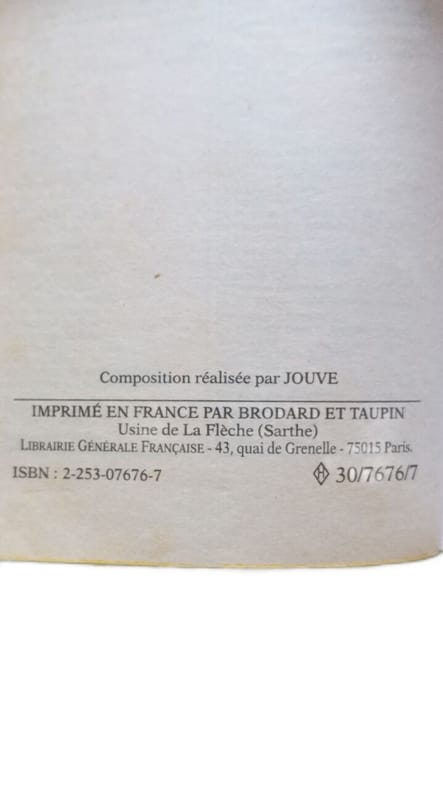 Composition réalisée par JOUVE
IMPRIMÉ EN FRANCE PAR BRODARD ET TAUPIN
Usine de La Flèche (Sarthe)
LIBRAIRIE GÉNÉRALE FRANÇAISE - 43, quai de Grenelle - 75015 Paris.
ISBN : 2-253-07676-7
H 30/7676/7